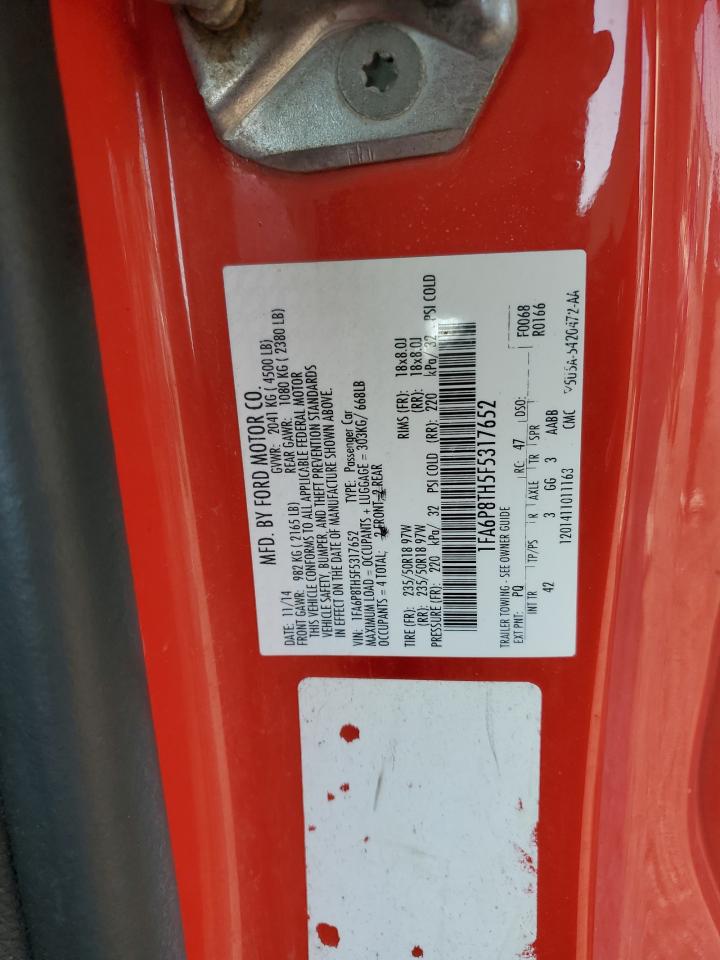 MFD. BY FORD MOTOR CO.
DATE: 11/14 GVWR: 2041 KG ( 4500 LB)
FRONT GAWR: 982 KG ( 2165 LB) REAR GAWR: 1080 KG ( 2380 LB)
THIS VEHICLE CONFORMS TO ALL APPLICABLE FEDERAL MOTOR
VEHICLE SAFETY, BUMPER, AND THEFT PREVENTION STANDARDS
IN EFFECT ON THE DATE OF MANUFACTURE SHOWN ABOVE.
VIN: 1FA6P8TH5F5317652 TYPE: Passenger Car
MAXIMUM LOAD = OCCUPANTS + LUGGAGE = 303KG/ 668LB
OCCUPANTS = 4 TOTAL: 2 FRONT 2 REAR
TIRE (FR): 235/50R18 97W RIMS (FR): 18x8.0J
(RR): 235/50R18 97W (RR): 18x8.0J
PRESSURE (FR): 220 kPa/ 32 PSI COLD (RR): 220 kPa/ 32 PSI COLD
1FA6P8TH5F5317652
TRAILER TOWING - SEE OWNER GUIDE F0068
EXT PNT: PQ RC: 47 DSO: R0166
INT TR TP/PS R AXLE TR SPR
42 3 GG 3 AABB
1201411011163 CMC 5420472-AA